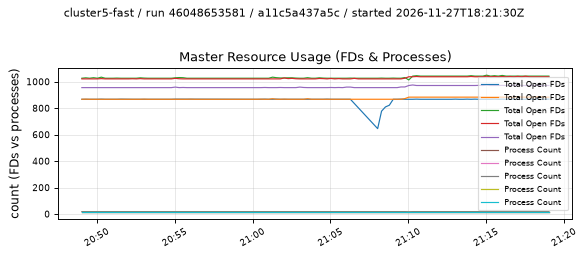 cluster5-fast / run 46048653581 / a11c5a437a5c / started 2026-11-27T18:21:30Z
Master Resource Usage (FDs & Processes)
count (FDs vs processes)
1000
800
600
400
200
0
Total Open FDs
Total Open FDs
Total Open FDs
Total Open FDs
Total Open FDs
Process Count
Process Count
Process Count
Process Count
Process Count
20:50
20:55
21:00
21:05
21:10
21:15
21:20